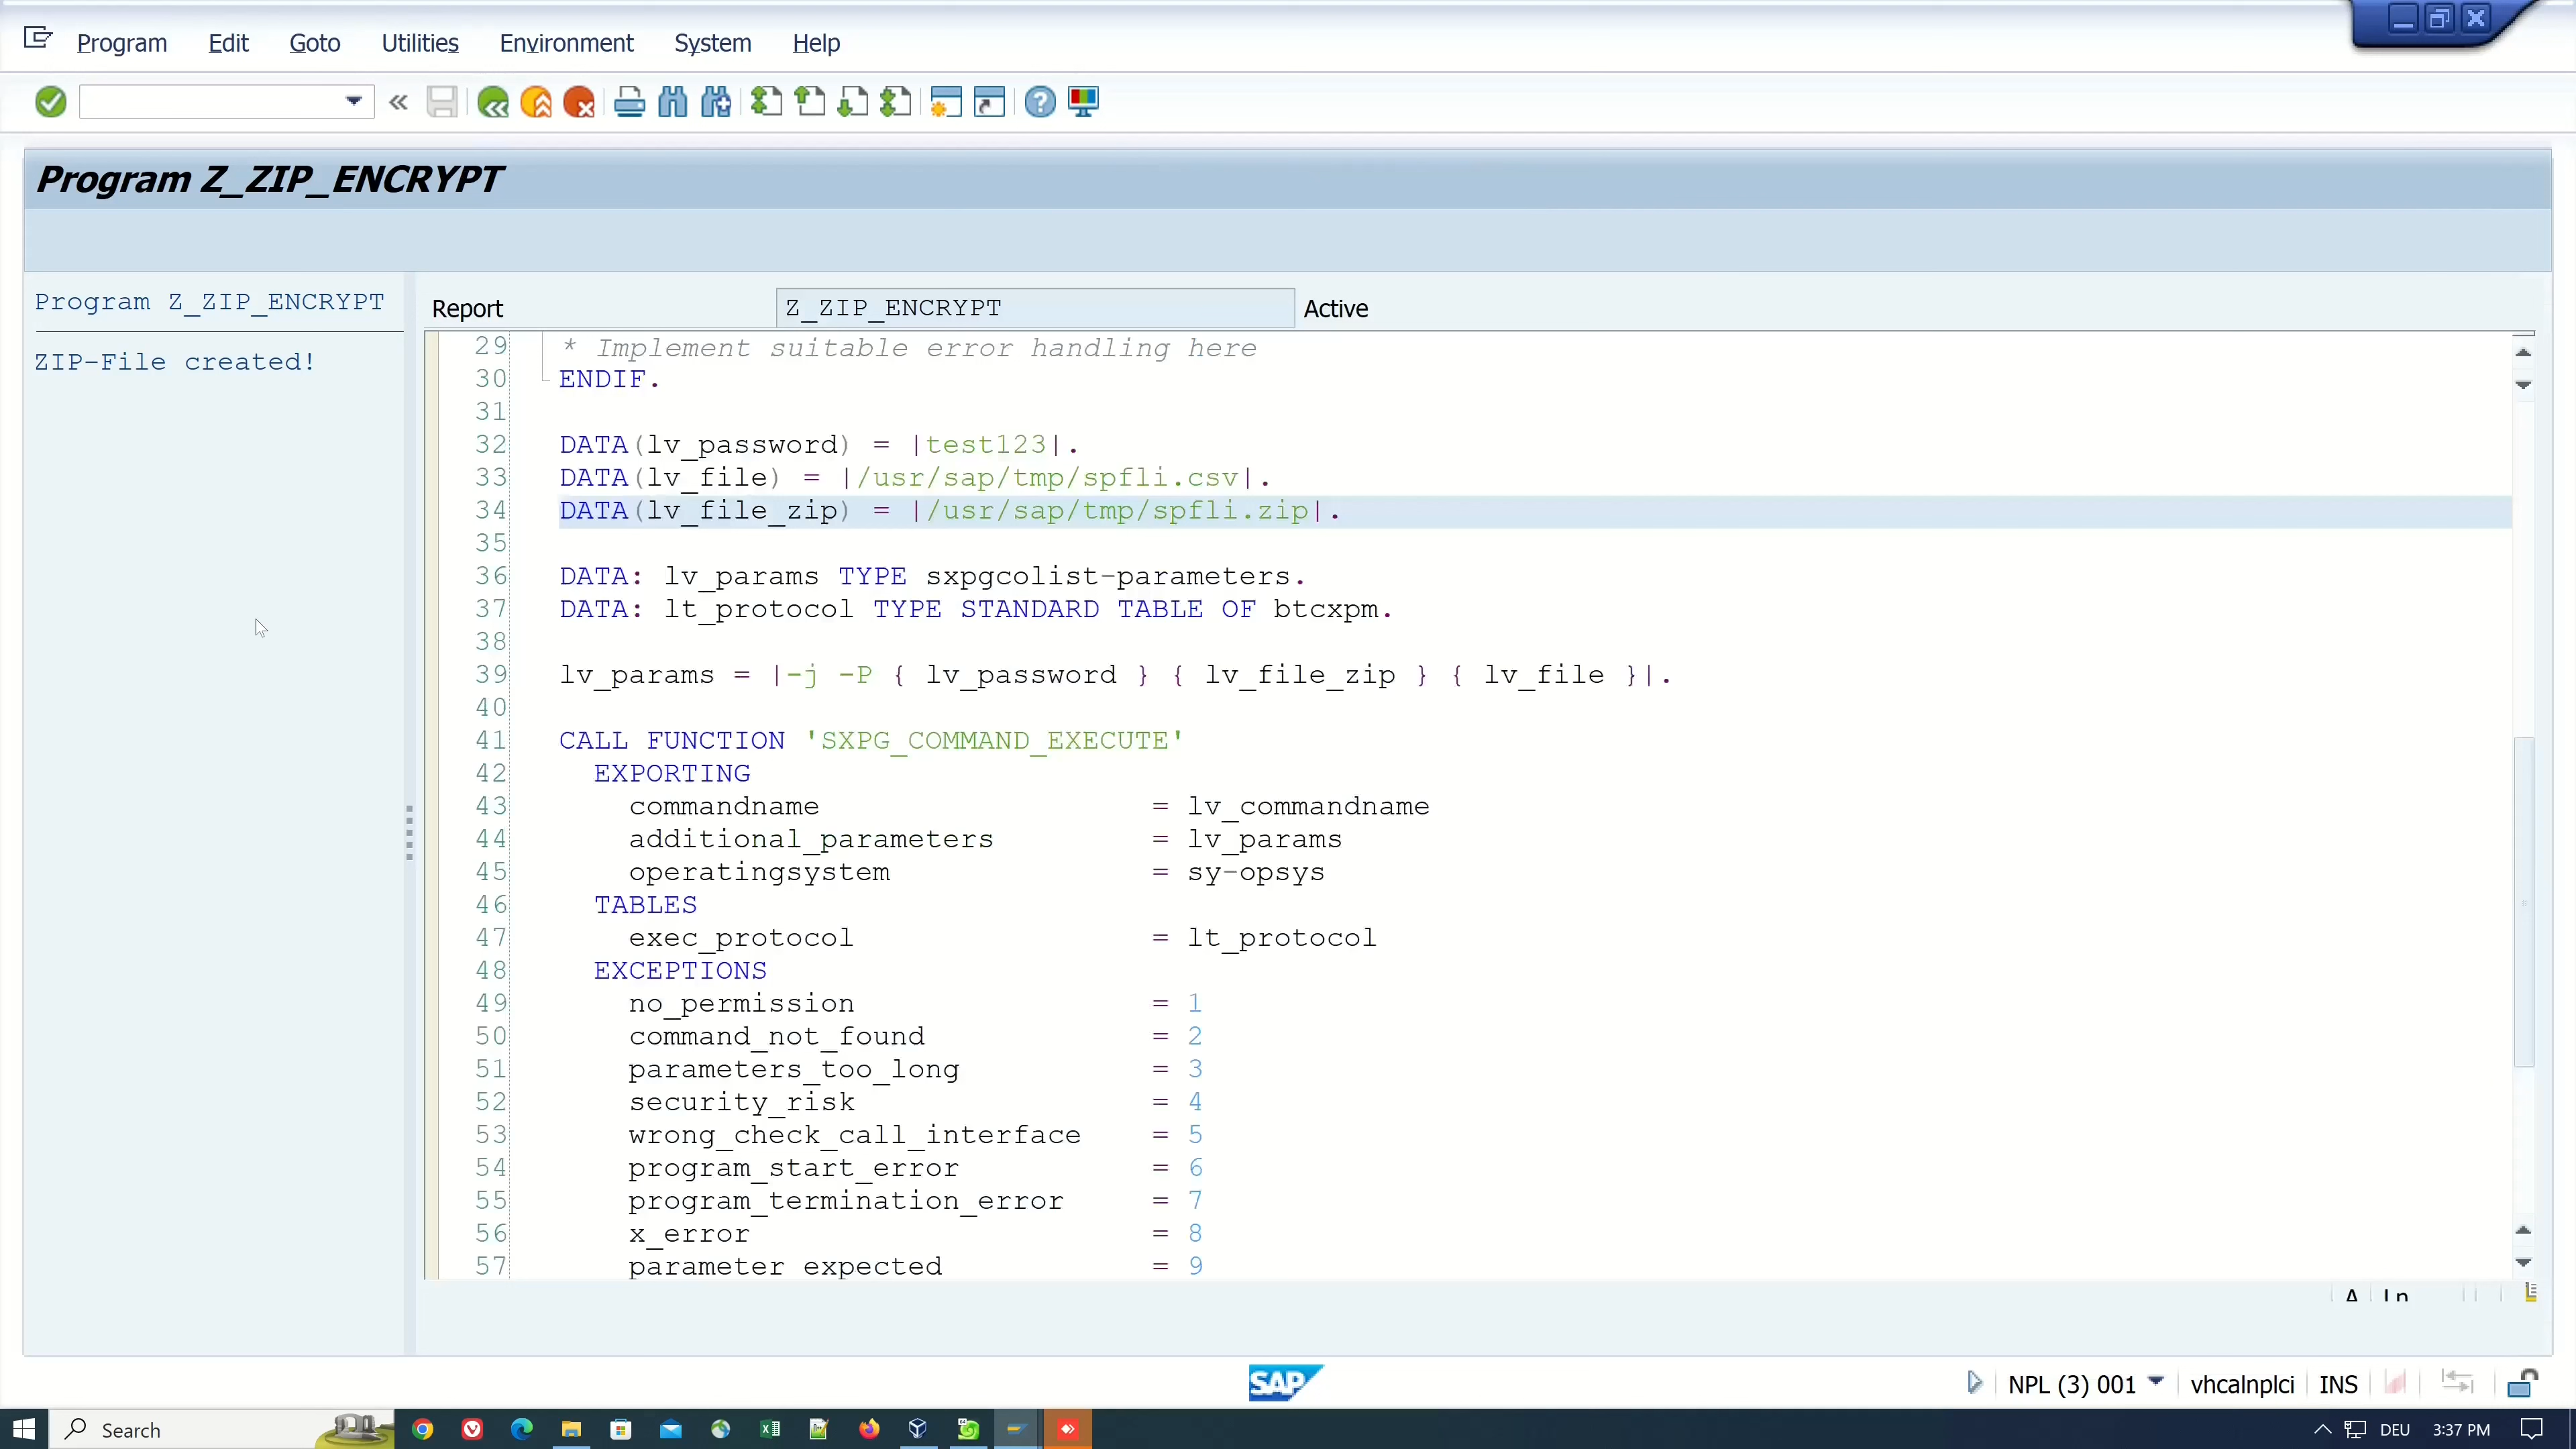 Program Edit Goto Utilities Environment System Help
Program Z_ZIP_ENCRYPT
Program Z_ZIP_ENCRYPT
ZIP-File created!
Report Z_ZIP_ENCRYPT Active
29 * Implement suitable error handling here
30 ENDIF.
31
32 DATA(lv_password) = |test123|.
33 DATA(lv_file) = |/usr/sap/tmp/spfli.csv|.
34 DATA(lv_file_zip) = |/usr/sap/tmp/spfli.zip|.
35
36 DATA: lv_params TYPE sxpgcolist-parameters.
37 DATA: lt_protocol TYPE STANDARD TABLE OF btcxpm.
38
39 lv_params = |-j -P { lv_password } { lv_file_zip } { lv_file }|.
40
41 CALL FUNCTION 'SXPG_COMMAND_EXECUTE'
42 EXPORTING
43 commandname = lv_commandname
44 additional_parameters = lv_params
45 operatingsystem = sy-opsys
46 TABLES
47 exec_protocol = lt_protocol
48 EXCEPTIONS
49 no_permission = 1
50 command_not_found = 2
51 parameters_too_long = 3
52 security_risk = 4
53 wrong_check_call_interface = 5
54 program_start_error = 6
55 program_termination_error = 7
56 x_error = 8
57 parameter_expected = 9
A Ln
SAP
NPL (3) 001 vhcalnplci INS
Search
DEU 3:37 PM